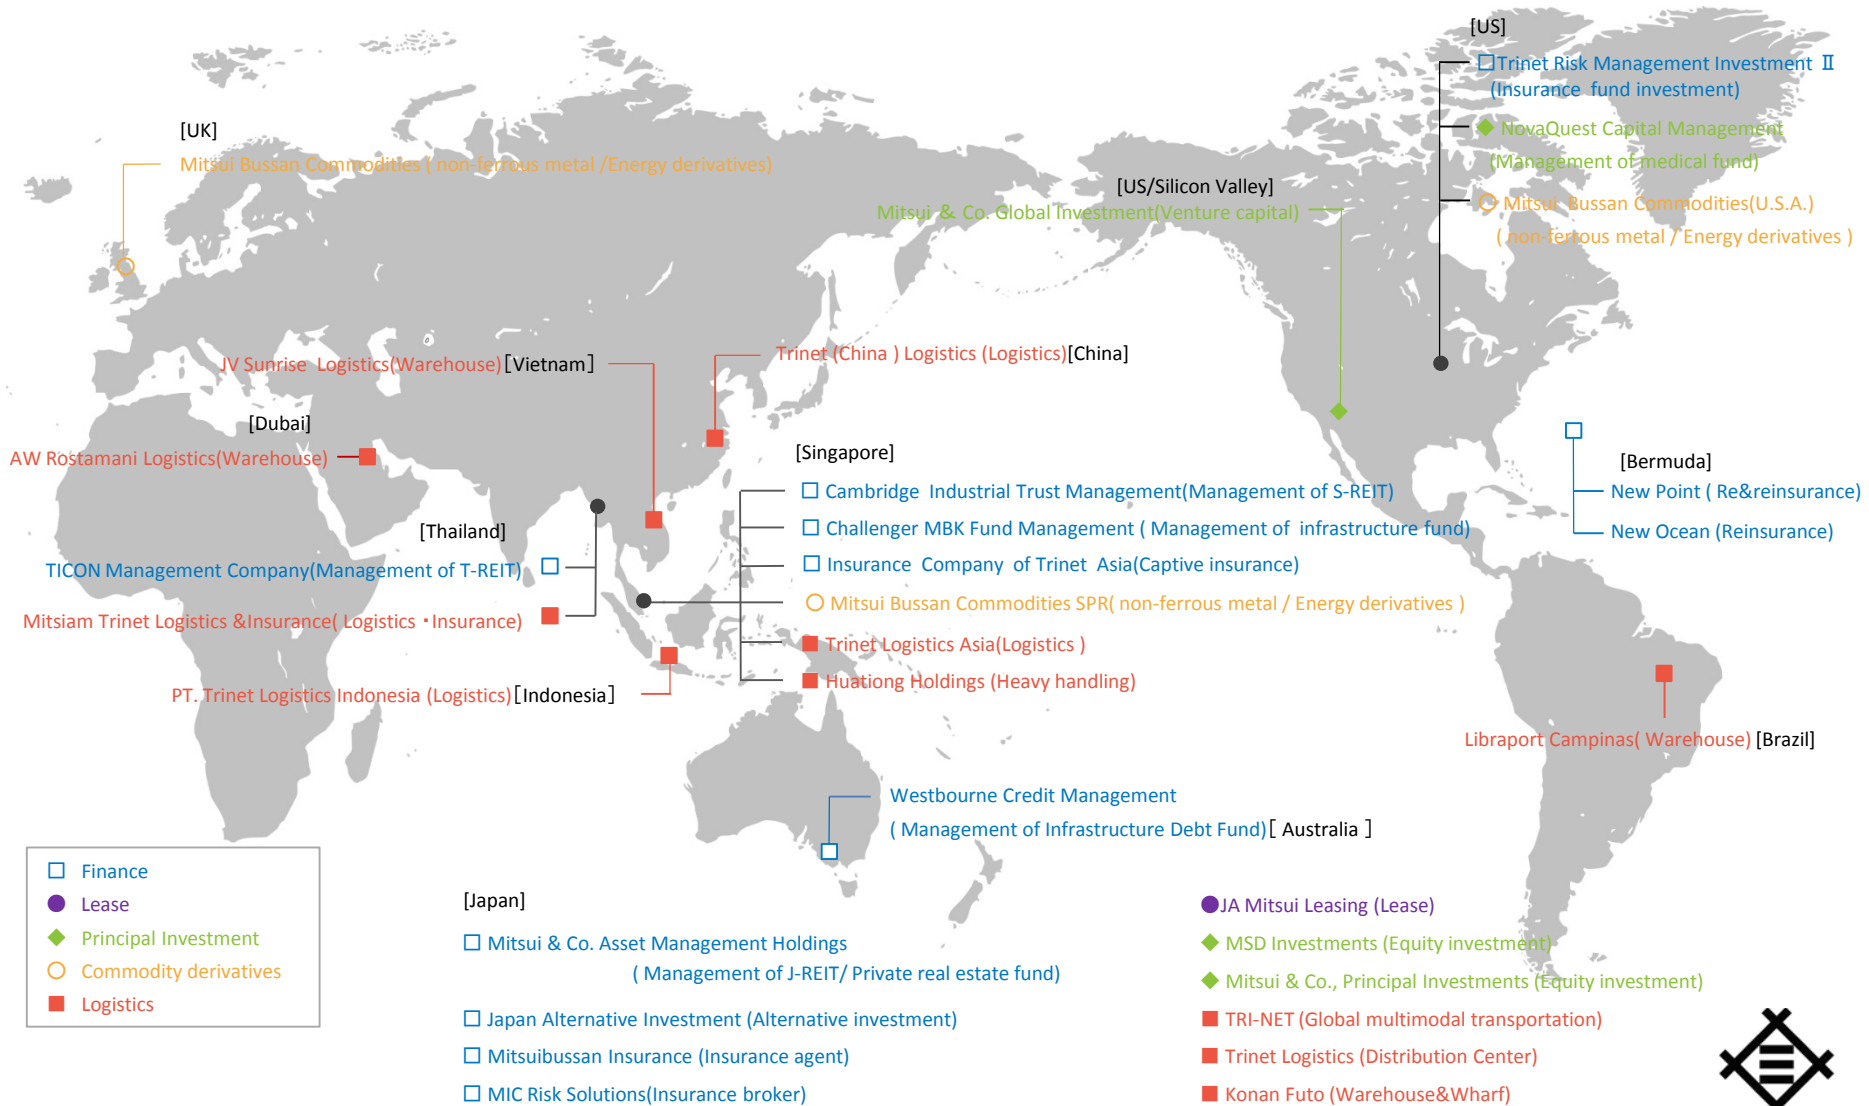 [US]
Trinet Risk Management Investment Ⅱ
(Insurance fund investment)
NovaQuest Capital Management
(Management of medical fund)
Mitsui Bussan Commodities(U.S.A.)
( non-ferrous metal / Energy derivatives )
[UK]
Mitsui Bussan Commodities ( non-ferrous metal /Energy derivatives)
[US/Silicon Valley]
Mitsui & Co. Global Investment(Venture capital)
JV Sunrise Logistics(Warehouse) [Vietnam]
Trinet (China ) Logistics (Logistics)[China]
[Dubai]
AW Rostamani Logistics(Warehouse)
[Singapore]
Cambridge Industrial Trust Management(Management of S-REIT)
Challenger MBK Fund Management ( Management of infrastructure fund)
Insurance Company of Trinet Asia(Captive insurance)
Mitsui Bussan Commodities SPR( non-ferrous metal / Energy derivatives )
Trinet Logistics Asia(Logistics )
Huationg Holdings (Heavy handling)
[Bermuda]
New Point ( Re&reinsurance)
New Ocean (Reinsurance)
[Thailand]
TICON Management Company(Management of T-REIT)
Mitsiam Trinet Logistics &Insurance( Logistics・Insurance)
PT. Trinet Logistics Indonesia (Logistics) [Indonesia]
Libraport Campinas( Warehouse) [Brazil]
Westbourne Credit Management
( Management of Infrastructure Debt Fund) [ Australia ]
Finance
Lease
Principal Investment
Commodity derivatives
Logistics
[Japan]
Mitsui & Co. Asset Management Holdings
( Management of J-REIT/ Private real estate fund)
Japan Alternative Investment (Alternative investment)
Mitsuibussan Insurance (Insurance agent)
MIC Risk Solutions(Insurance broker)
JA Mitsui Leasing (Lease)
MSD Investments (Equity investment)
Mitsui & Co., Principal Investments (Equity investment)
TRI-NET (Global multimodal transportation)
Trinet Logistics (Distribution Center)
Konan Futo (Warehouse&Wharf)